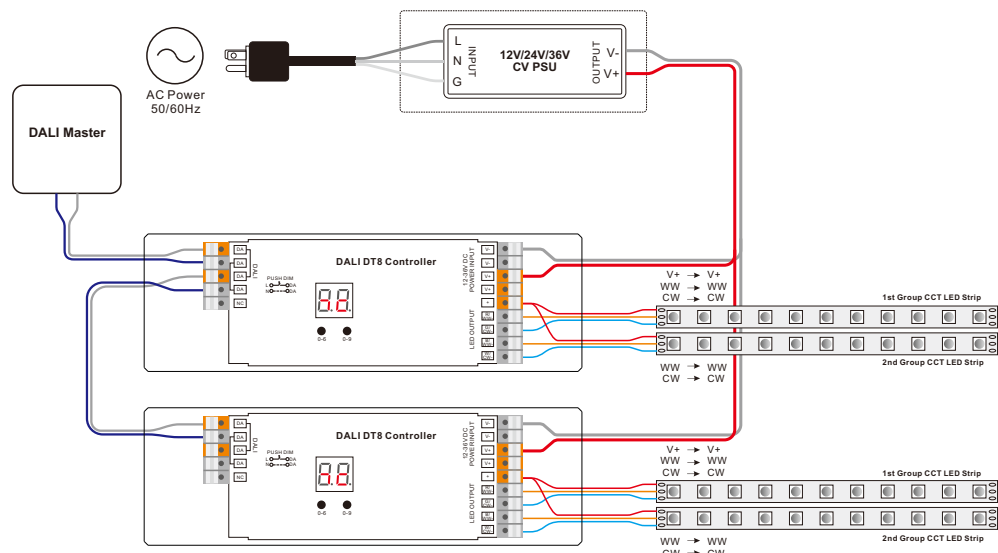 L
N
G
INPUT
12V/24V/36V
CV PSU
OUTPUT
V-
V+
AC Power
50/60Hz
DALI Master
DALI DT8 Controller
DA
DA
DA
DA
NC
DALI
PUSH DIM
L DA
N DA
0-6
0-9
12-36V DC
POWER INPUT
V-
V-
V+
V+
+
LED OUTPUT
V+ → V+
WW → WW
CW → CW
1st Group CCT LED Strip
2nd Group CCT LED Strip
WW → WW
CW → CW
DALI DT8 Controller
DA
DA
DA
DA
NC
DALI
PUSH DIM
L DA
N DA
0-6
0-9
12-36V DC
POWER INPUT
V-
V-
V+
V+
+
LED OUTPUT
V+ → V+
WW → WW
CW → CW
1st Group CCT LED Strip
2nd Group CCT LED Strip
WW → WW
CW → CW